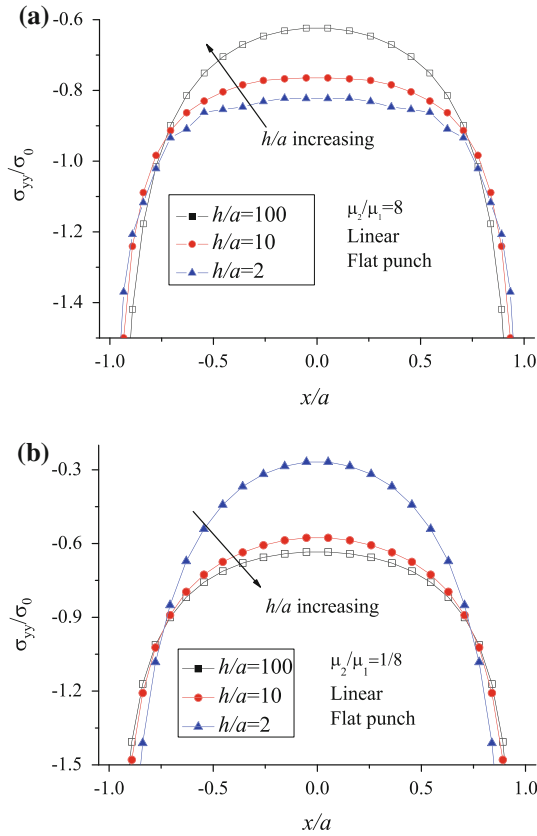 (a)
-0.6
-0.8
-1.0
-1.2
-1.4
σyy/σ0
h/a increasing
h/a=100
h/a=10
h/a=2
μ2/μ1=8
Linear
Flat punch
-1.0
-0.5
0.0
0.5
1.0
x/a
(b)
-0.3
-0.6
-0.9
-1.2
-1.5
σyy/σ0
h/a increasing
h/a=100
h/a=10
h/a=2
μ2/μ1=1/8
Linear
Flat punch
-1.0
-0.5
0.0
0.5
1.0
x/a